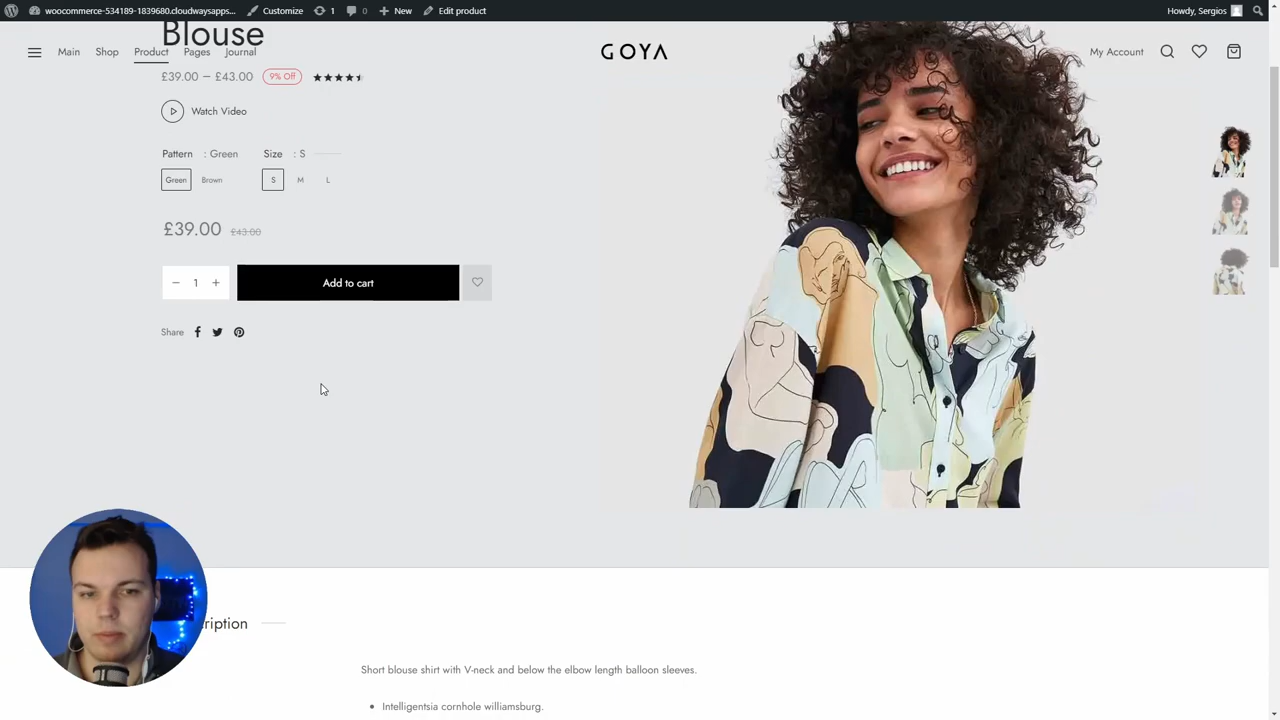 woocommerce-534189-1839680.cloudwaysapps... Customize 1 0 New Edit product Howdy, Sergios
Blouse
Main Shop Product Pages Journal GOYA My Account
£39.00 – £43.00 9% Off
Watch Video
Pattern : Green Size : S
Green Brown S M L
£39.00 £43.00
− 1 + Add to cart
Share
ription
Short blouse shirt with V-neck and below the elbow length balloon sleeves.
• Intelligentsia cornhole williamsburg.